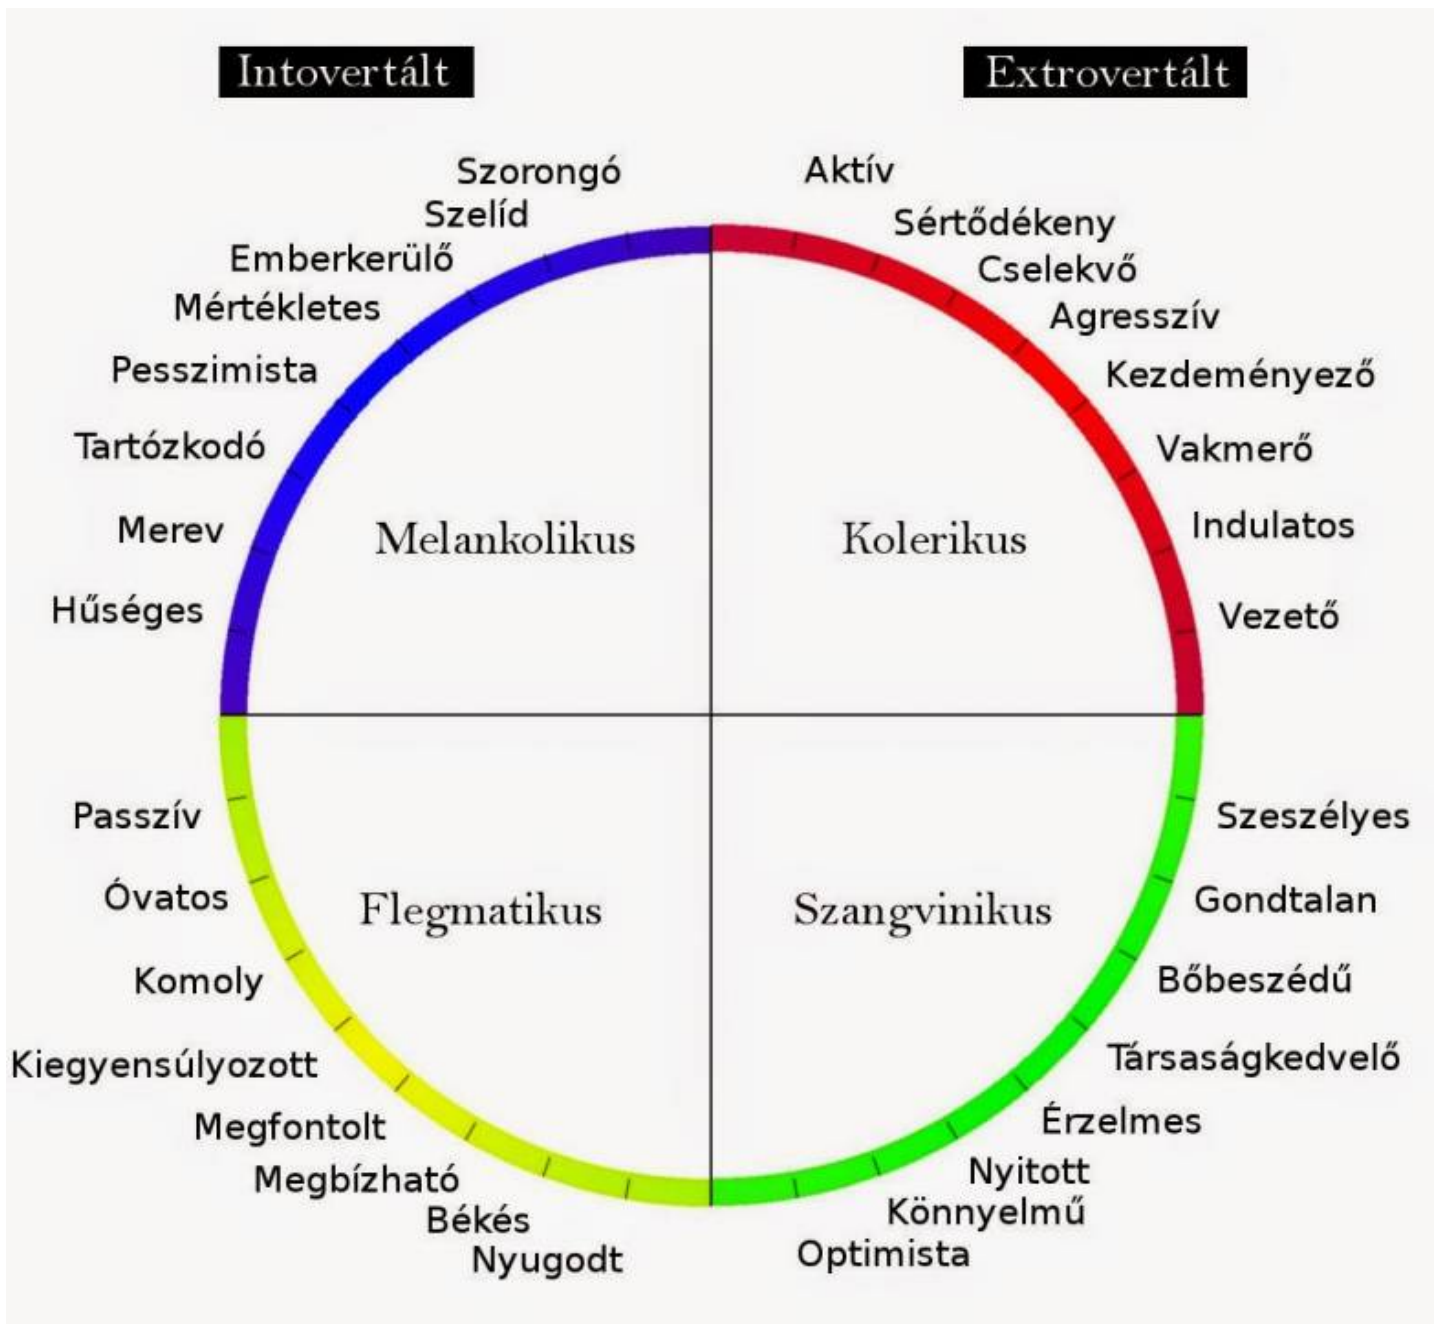 Intovertált
Extrovertált
Szorongó
Szelíd
Emberkerülő
Mértékletes
Pesszimista
Tartózkodó
Merev
Hűséges
Aktív
Sértődékeny
Cselekvő
Agresszív
Kezdeményező
Vakmerő
Indulatos
Vezető
Melankolikus
Kolerikus
Flegmatikus
Szangvinikus
Passzív
Óvatos
Komoly
Kiegyensúlyozott
Megfontolt
Megbízható
Békés
Nyugodt
Szeszélyes
Gondtalan
Bőbeszédű
Társaságkedvelő
Érzelmes
Nyitott
Könnyelmű
Optimista